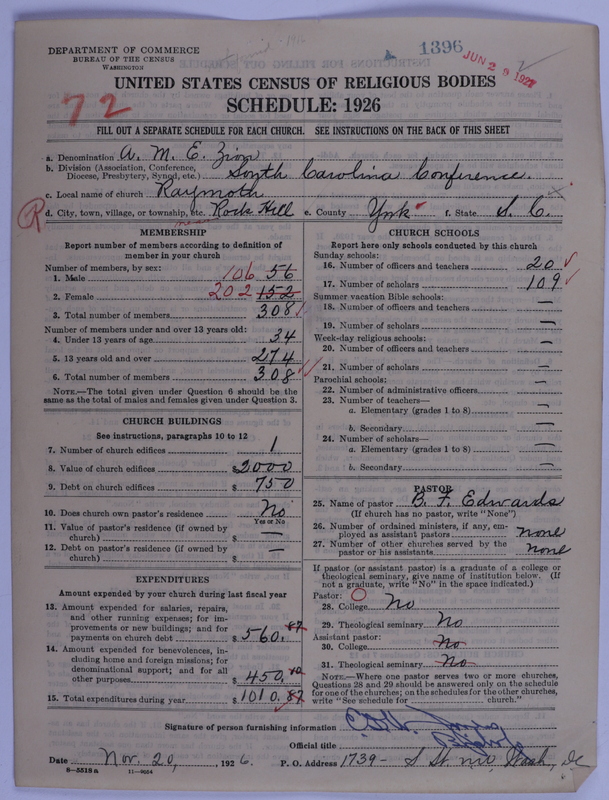 DEPARTMENT OF COMMERCE
BUREAU OF THE CENSUS
WASHINGTON
1396
JUN 2 1927
UNITED STATES CENSUS OF RELIGIOUS BODIES
72
SCHEDULE: 1926
FILL OUT A SEPARATE SCHEDULE FOR EACH CHURCH. SEE INSTRUCTIONS ON THE BACK OF THIS SHEET
a. Denomination A. M. E. Zion
b. Division (Association, Conference, Diocese, Presbytery, Synod, etc.) South Carolina Conference.
c. Local name of church Raymoth
R d. City, town, village, or township, etc. Rock Hill e. County York f. State S. C.
MEMBERSHIP
Report number of members according to definition of member in your church
Number of members, by sex:
1. Male 106 56
2. Female 202 152
3. Total number of members 308
Number of members under and over 13 years old:
4. Under 13 years of age 34
5. 13 years old and over 274
6. Total number of members 308
NOTE.—The total given under Question 6 should be the same as the total of males and females given under Question 3.
CHURCH BUILDINGS
See instructions, paragraphs 10 to 12
7. Number of church edifices 1
8. Value of church edifices $2000
9. Debt on church edifices $ 750
10. Does church own pastor's residence? No
Yes or No
11. Value of pastor's residence (if owned by church) $ —
12. Debt on pastor's residence (if owned by church) $ —
EXPENDITURES
Amount expended by your church during last fiscal year
13. Amount expended for salaries, repairs, and other running expenses; for improvements or new buildings; and for payments on church debt $ 560.87
14. Amount expended for benevolences, including home and foreign missions; for denominational support; and for all other purposes $ 450.
15. Total expenditures during year $ 1010.87
CHURCH SCHOOLS
Report here only schools conducted by this church
Sunday schools:
16. Number of officers and teachers 20
17. Number of scholars 109
Summer vacation Bible schools:
18. Number of officers and teachers —
19. Number of scholars —
Week-day religious schools:
20. Number of officers and teachers —
21. Number of scholars —
Parochial schools:
22. Number of administrative officers —
23. Number of teachers—
a. Elementary (grades 1 to 8) —
b. Secondary —
24. Number of scholars—
a. Elementary (grades 1 to 8) —
b. Secondary —
PASTOR
25. Name of pastor B. F. Edwards
(If church has no pastor, write "None")
26. Number of ordained ministers, if any, employed as assistant pastors none
27. Number of other churches served by the pastor or his assistants none
If pastor (or assistant pastor) is a graduate of a college or theological seminary, give name of institution below. (If not a graduate, write "No" in the space indicated.)
Pastor:
28. College No
29. Theological seminary No
Assistant pastor:
30. College No
31. Theological seminary No
NOTE.—Where one pastor serves two or more churches, Questions 28 and 29 should be answered only on the schedule for one of the churches; on the schedules for the other churches, write "See schedule for church."
Signature of person furnishing information
Official title
Date Nov. 20, 1926. P. O. Address 1739- S St. NW, Wash, DC
8-5518a 11-9054